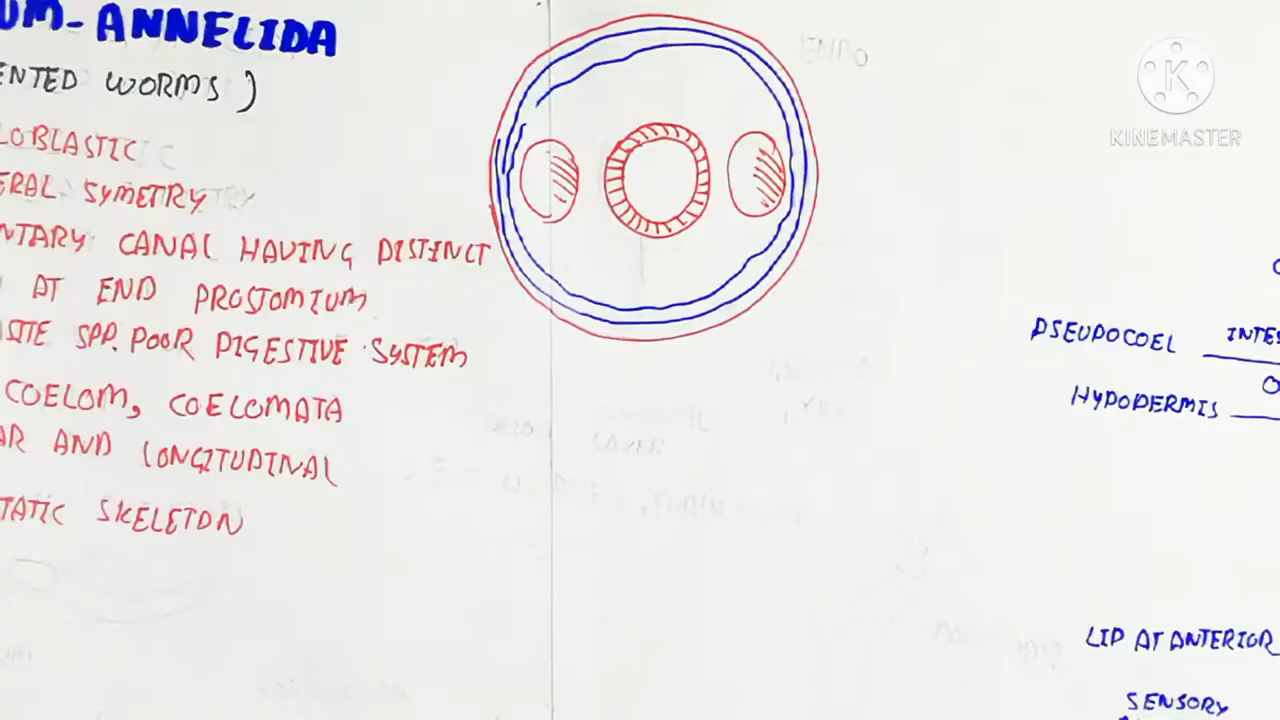 UM-ANNELIDA
ENTED WORMS )
LOBLASTIC
ERAL SYMETRY
NTARY CANAL HAVING DISTINCT
AT END PROSTOMIUM
SITE SPP. POOR DIGESTIVE SYSTEM
COELOM, COELOMATA
AR AND LONGITUDINAL
TATIC SKELETON
K
KINEMASTER
PSEUDOCOEL INTES
HYPODERMIS
LIP AT ANTERIOR
SENSORY